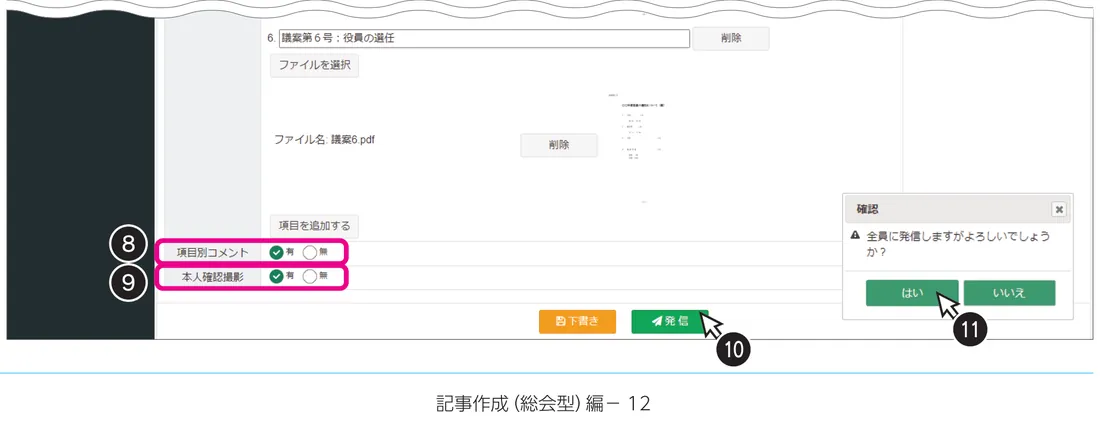 6. 議案第６号：役員の選任 削除
ファイルを選択
ファイル名: 議案6.pdf 削除
項目を追加する
⑧ 項目別コメント 有 無
⑨ 本人確認撮影 有 無
下書き 発信
⑩
確認
全員に発信しますがよろしいでしょう
か？
はい いいえ
⑪
記事作成（総会型）編－ 12